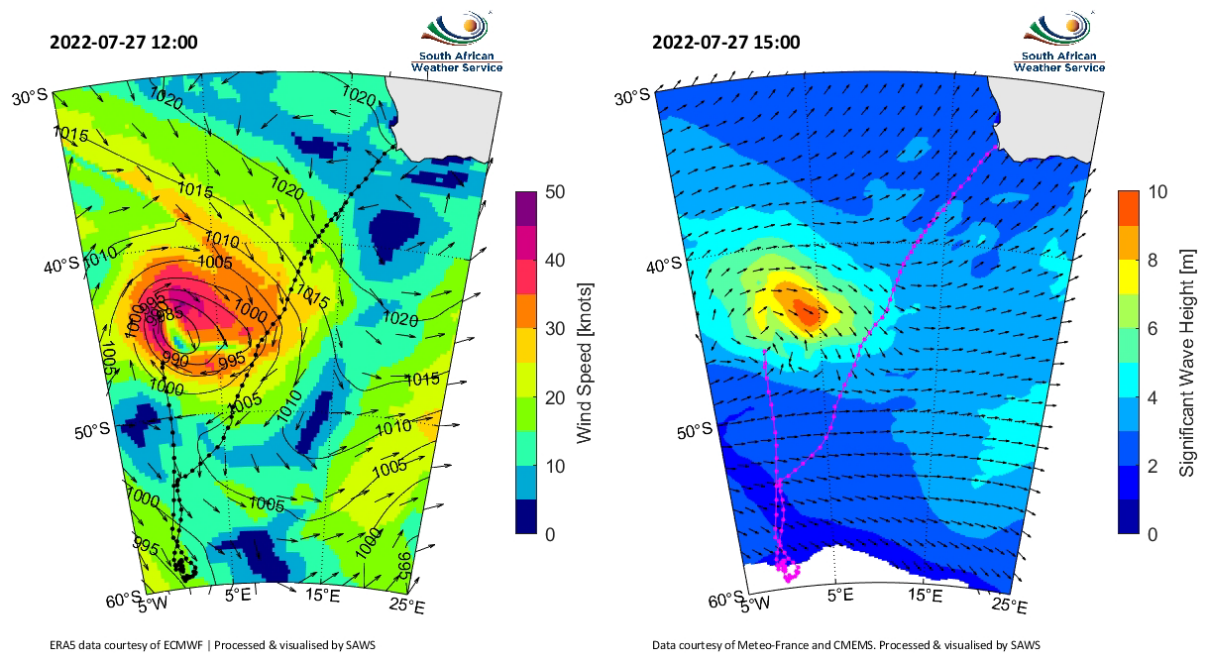 2022-07-27 12:00
South African
Weather Service
30°S
40°S
50°S
60°S
5°W
5°E
15°E
25°E
1020
1020
1015
1015
1020
1010
1010
1005
1015
1000
1020
995
990
985
1000
1005
990
995
1000
1005
1010
1015
1010
1005
1005
1000
995
1000
995
50
40
30
20
10
0
Wind Speed [knots]
ERA5 data courtesy of ECMWF | Processed & visualised by SAWS
2022-07-27 15:00
South African
Weather Service
30°S
40°S
50°S
60°S
5°W
5°E
15°E
25°E
10
8
6
4
2
0
Significant Wave Height [m]
Data courtesy of Meteo-France and CMEMS. Processed & visualised by SAWS